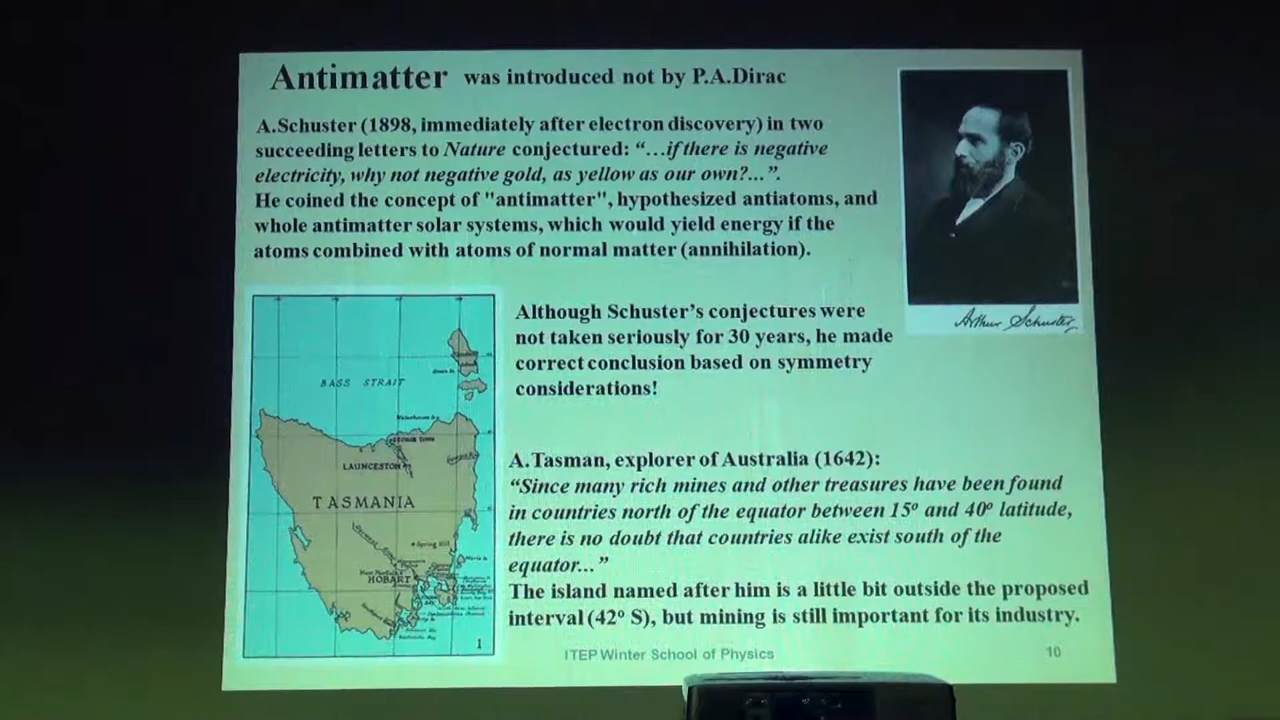 Antimatter was introduced not by P.A.Dirac
A.Schuster (1898, immediately after electron discovery) in two
succeeding letters to Nature conjectured: “…if there is negative
electricity, why not negative gold, as yellow as our own?...”.
He coined the concept of "antimatter", hypothesized antiatoms, and
whole antimatter solar systems, which would yield energy if the
atoms combined with atoms of normal matter (annihilation).
Arthur Schuster
Although Schuster’s conjectures were
not taken seriously for 30 years, he made
correct conclusion based on symmetry
considerations!
BASS STRAIT
LAUNCESTON
TASMANIA
Spring Hill
HOBART
1
A.Tasman, explorer of Australia (1642):
“Since many rich mines and other treasures have been found
in countries north of the equator between 15º and 40º latitude,
there is no doubt that countries alike exist south of the
equator...”
The island named after him is a little bit outside the proposed
interval (42º S), but mining is still important for its industry.
ITEP Winter School of Physics
10